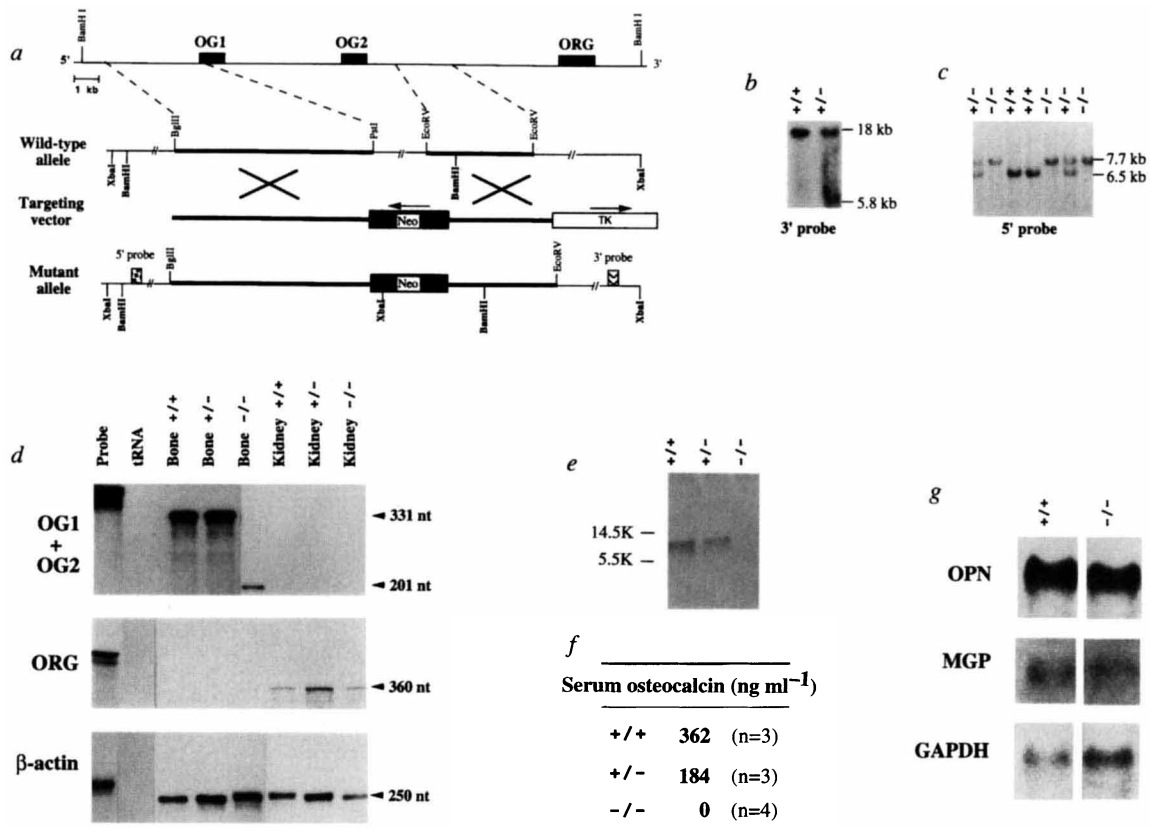 a
BamH I
OG1
OG2
ORG
BamH I
5'
3'
1 kb
BglII
PstI
EcoRV
EcoRV
Wild-type
allele
XbaI
BamHI
BamHI
XbaI
Targeting
vector
Neo
TK
5' probe
BglII
EcoRV
3' probe
Mutant
allele
Neo
XbaI
BamHI
XbaI
BamHI
XbaI
b
+/+
+/-
18 kb
5.8 kb
3' probe
c
+/-
-/-
+/+
+/+
-/-
+/-
-/-
7.7 kb
6.5 kb
5' probe
d
Probe
tRNA
Bone +/+
Bone +/-
Bone -/-
Kidney +/+
Kidney +/-
Kidney -/-
OG1
+
OG2
331 nt
201 nt
ORG
360 nt
β-actin
250 nt
e
+/+
+/-
-/-
14.5K
5.5K
f
Serum osteocalcin (ng ml⁻¹)
+/+ 362 (n=3)
+/- 184 (n=3)
-/- 0 (n=4)
g
+/+
-/-
OPN
MGP
GAPDH